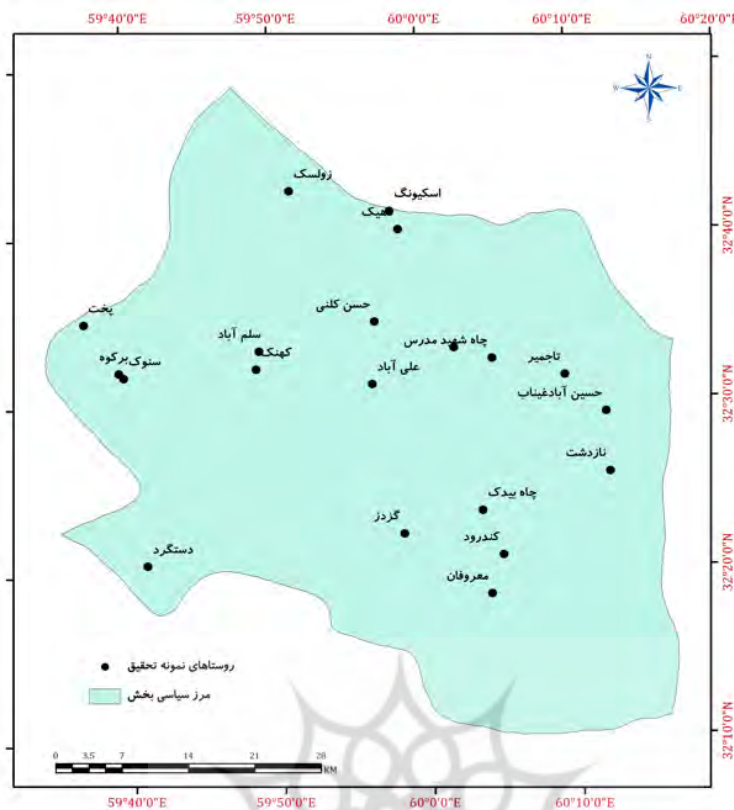 59°40'0"E 59°50'0"E 60°0'0"E 60°10'0"E 60°20'0"E
N
W E
S
زولسک
اسکیونگ
هیک
32°40'0"N
حسن کلنی
پخت
سلم آباد
چاه شهید مدرس
کهنک
تاجمیر
برکوه
سنوک
علی آباد
حسین آبادغیناب
32°30'0"N
نازدشت
چاه بیدک
گزدز
کندرود
دستگرد
32°20'0"N
معروفان
روستاهای نمونه تحقیق
مرز سیاسی بخش
32°10'0"N
0 3.5 7 14 21 28
KM
59°40'0"E 59°50'0"E 60°0'0"E 60°10'0"E